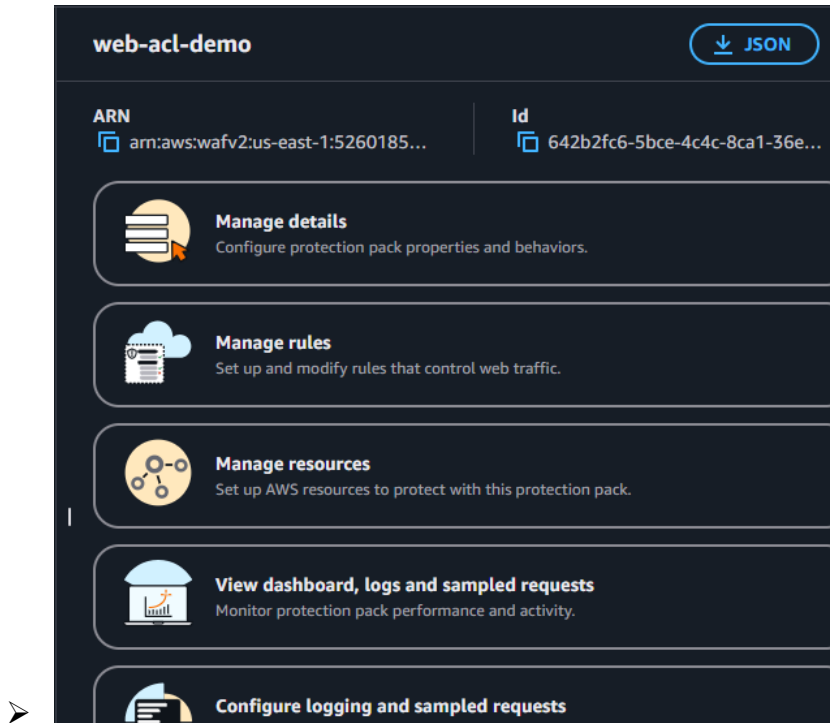 web-acl-demo
JSON
ARN
arn:aws:wafv2:us-east-1:5260185...
Id
642b2fc6-5bce-4c4c-8ca1-36e...
Manage details
Configure protection pack properties and behaviors.
Manage rules
Set up and modify rules that control web traffic.
Manage resources
Set up AWS resources to protect with this protection pack.
View dashboard, logs and sampled requests
Monitor protection pack performance and activity.
Configure logging and sampled requests